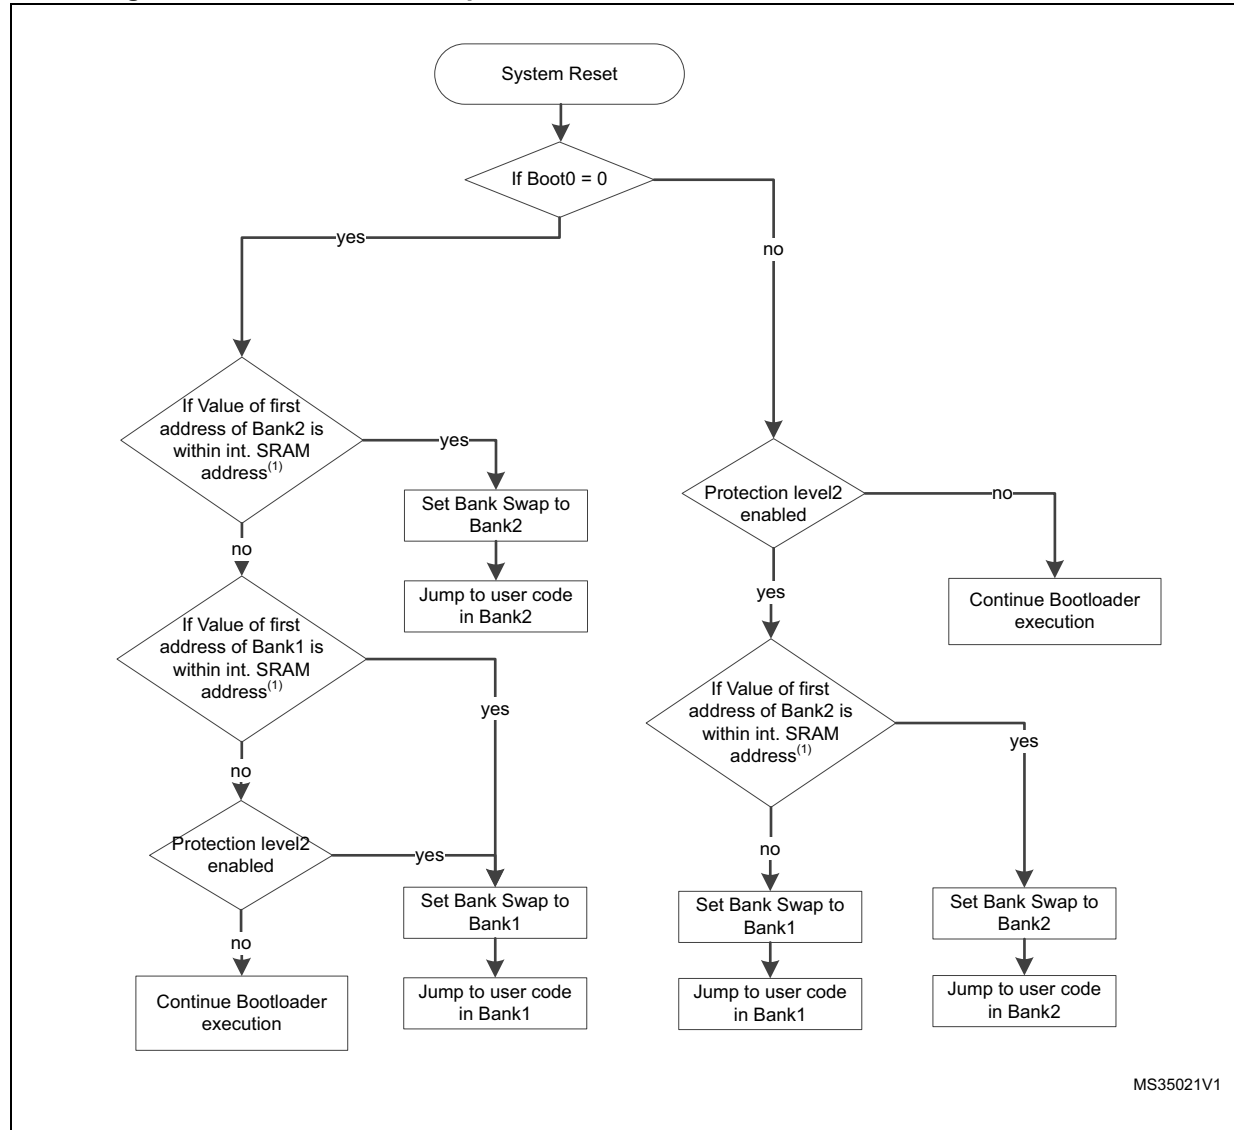 System Reset
If Boot0 = 0
yes
no
If Value of first
address of Bank2 is
within int. SRAM
address(1)
yes
Set Bank Swap to
Bank2
Jump to user code
in Bank2
no
If Value of first
address of Bank1 is
within int. SRAM
address(1)
yes
no
Protection level2
enabled
yes
no
Continue Bootloader
execution
Set Bank Swap to
Bank1
Jump to user code
in Bank1
Protection level2
enabled
no
Continue Bootloader
execution
yes
If Value of first
address of Bank2 is
within int. SRAM
address(1)
yes
no
Set Bank Swap to
Bank1
Jump to user code
in Bank1
Set Bank Swap to
Bank2
Jump to user code
in Bank2
MS35021V1